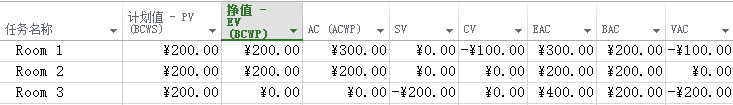 任务名称 计划值 - PV (BCWS) 挣值 - EV (BCWP) AC (ACWP) SV CV EAC BAC VAC
Room 1 ¥200.00 ¥200.00 ¥300.00 ¥0.00 -¥100.00 ¥300.00 ¥200.00 -¥100.00
Room 2 ¥200.00 ¥200.00 ¥200.00 ¥0.00 ¥0.00 ¥200.00 ¥200.00 ¥0.00
Room 3 ¥200.00 ¥0.00 ¥0.00 -¥200.00 ¥0.00 ¥400.00 ¥200.00 -¥200.00